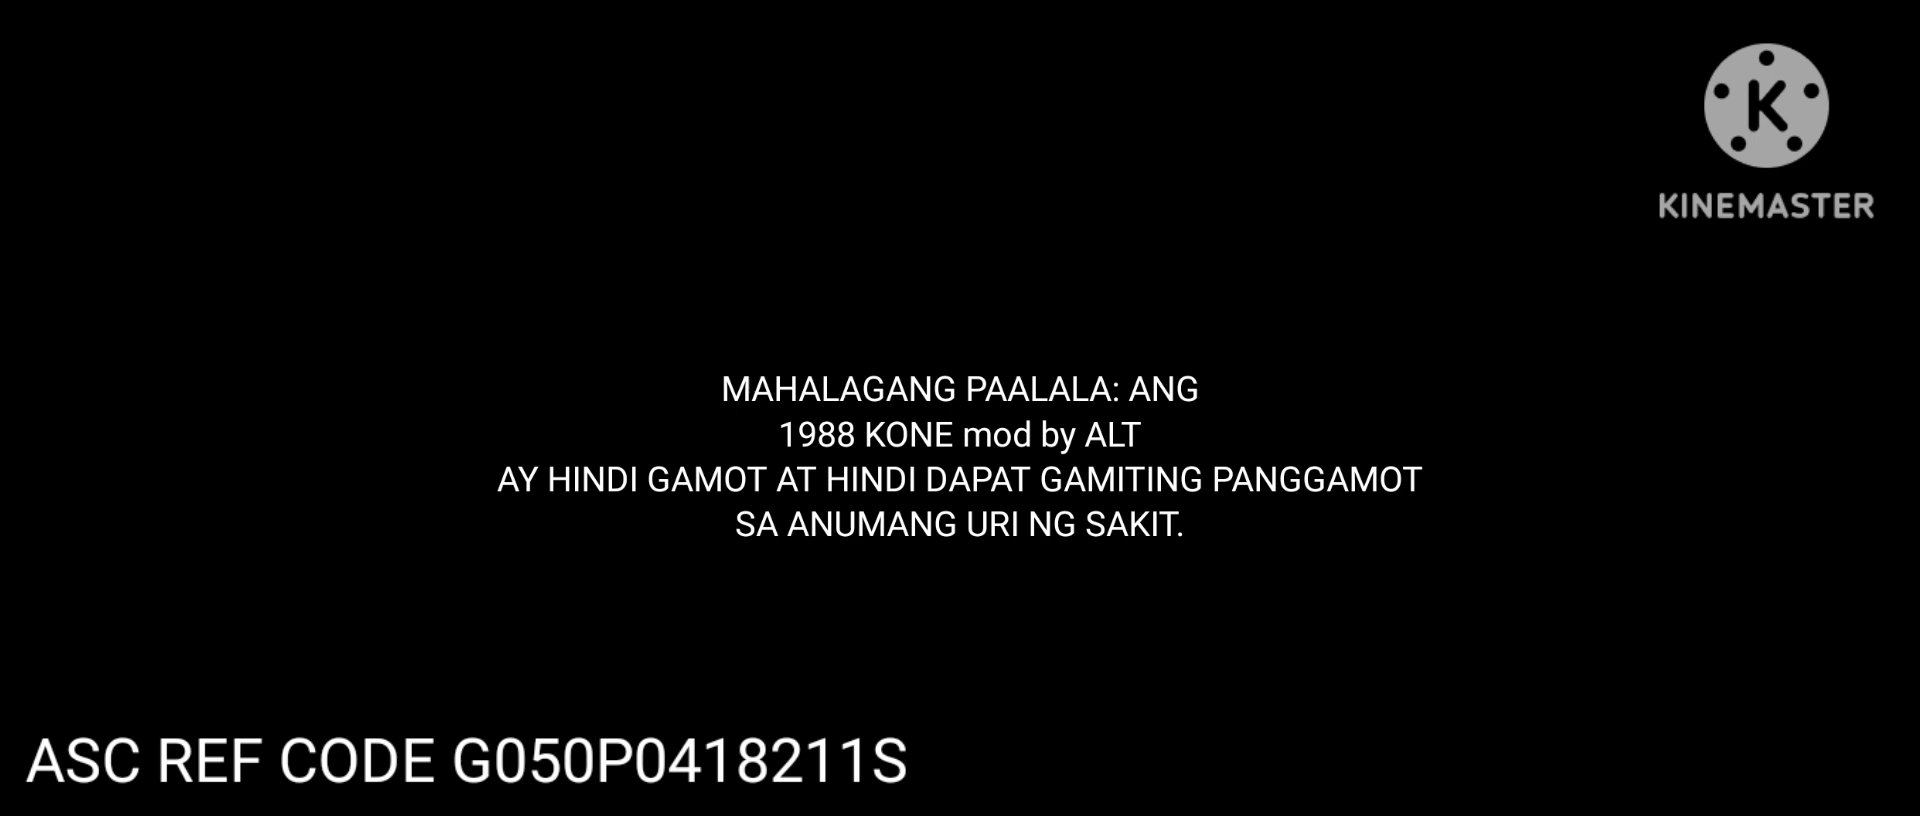 K
KINEMASTER
MAHALAGANG PAALALA: ANG
1988 KONE mod by ALT
AY HINDI GAMOT AT HINDI DAPAT GAMITING PANGGAMOT
SA ANUMANG URI NG SAKIT.
ASC REF CODE G050P0418211S